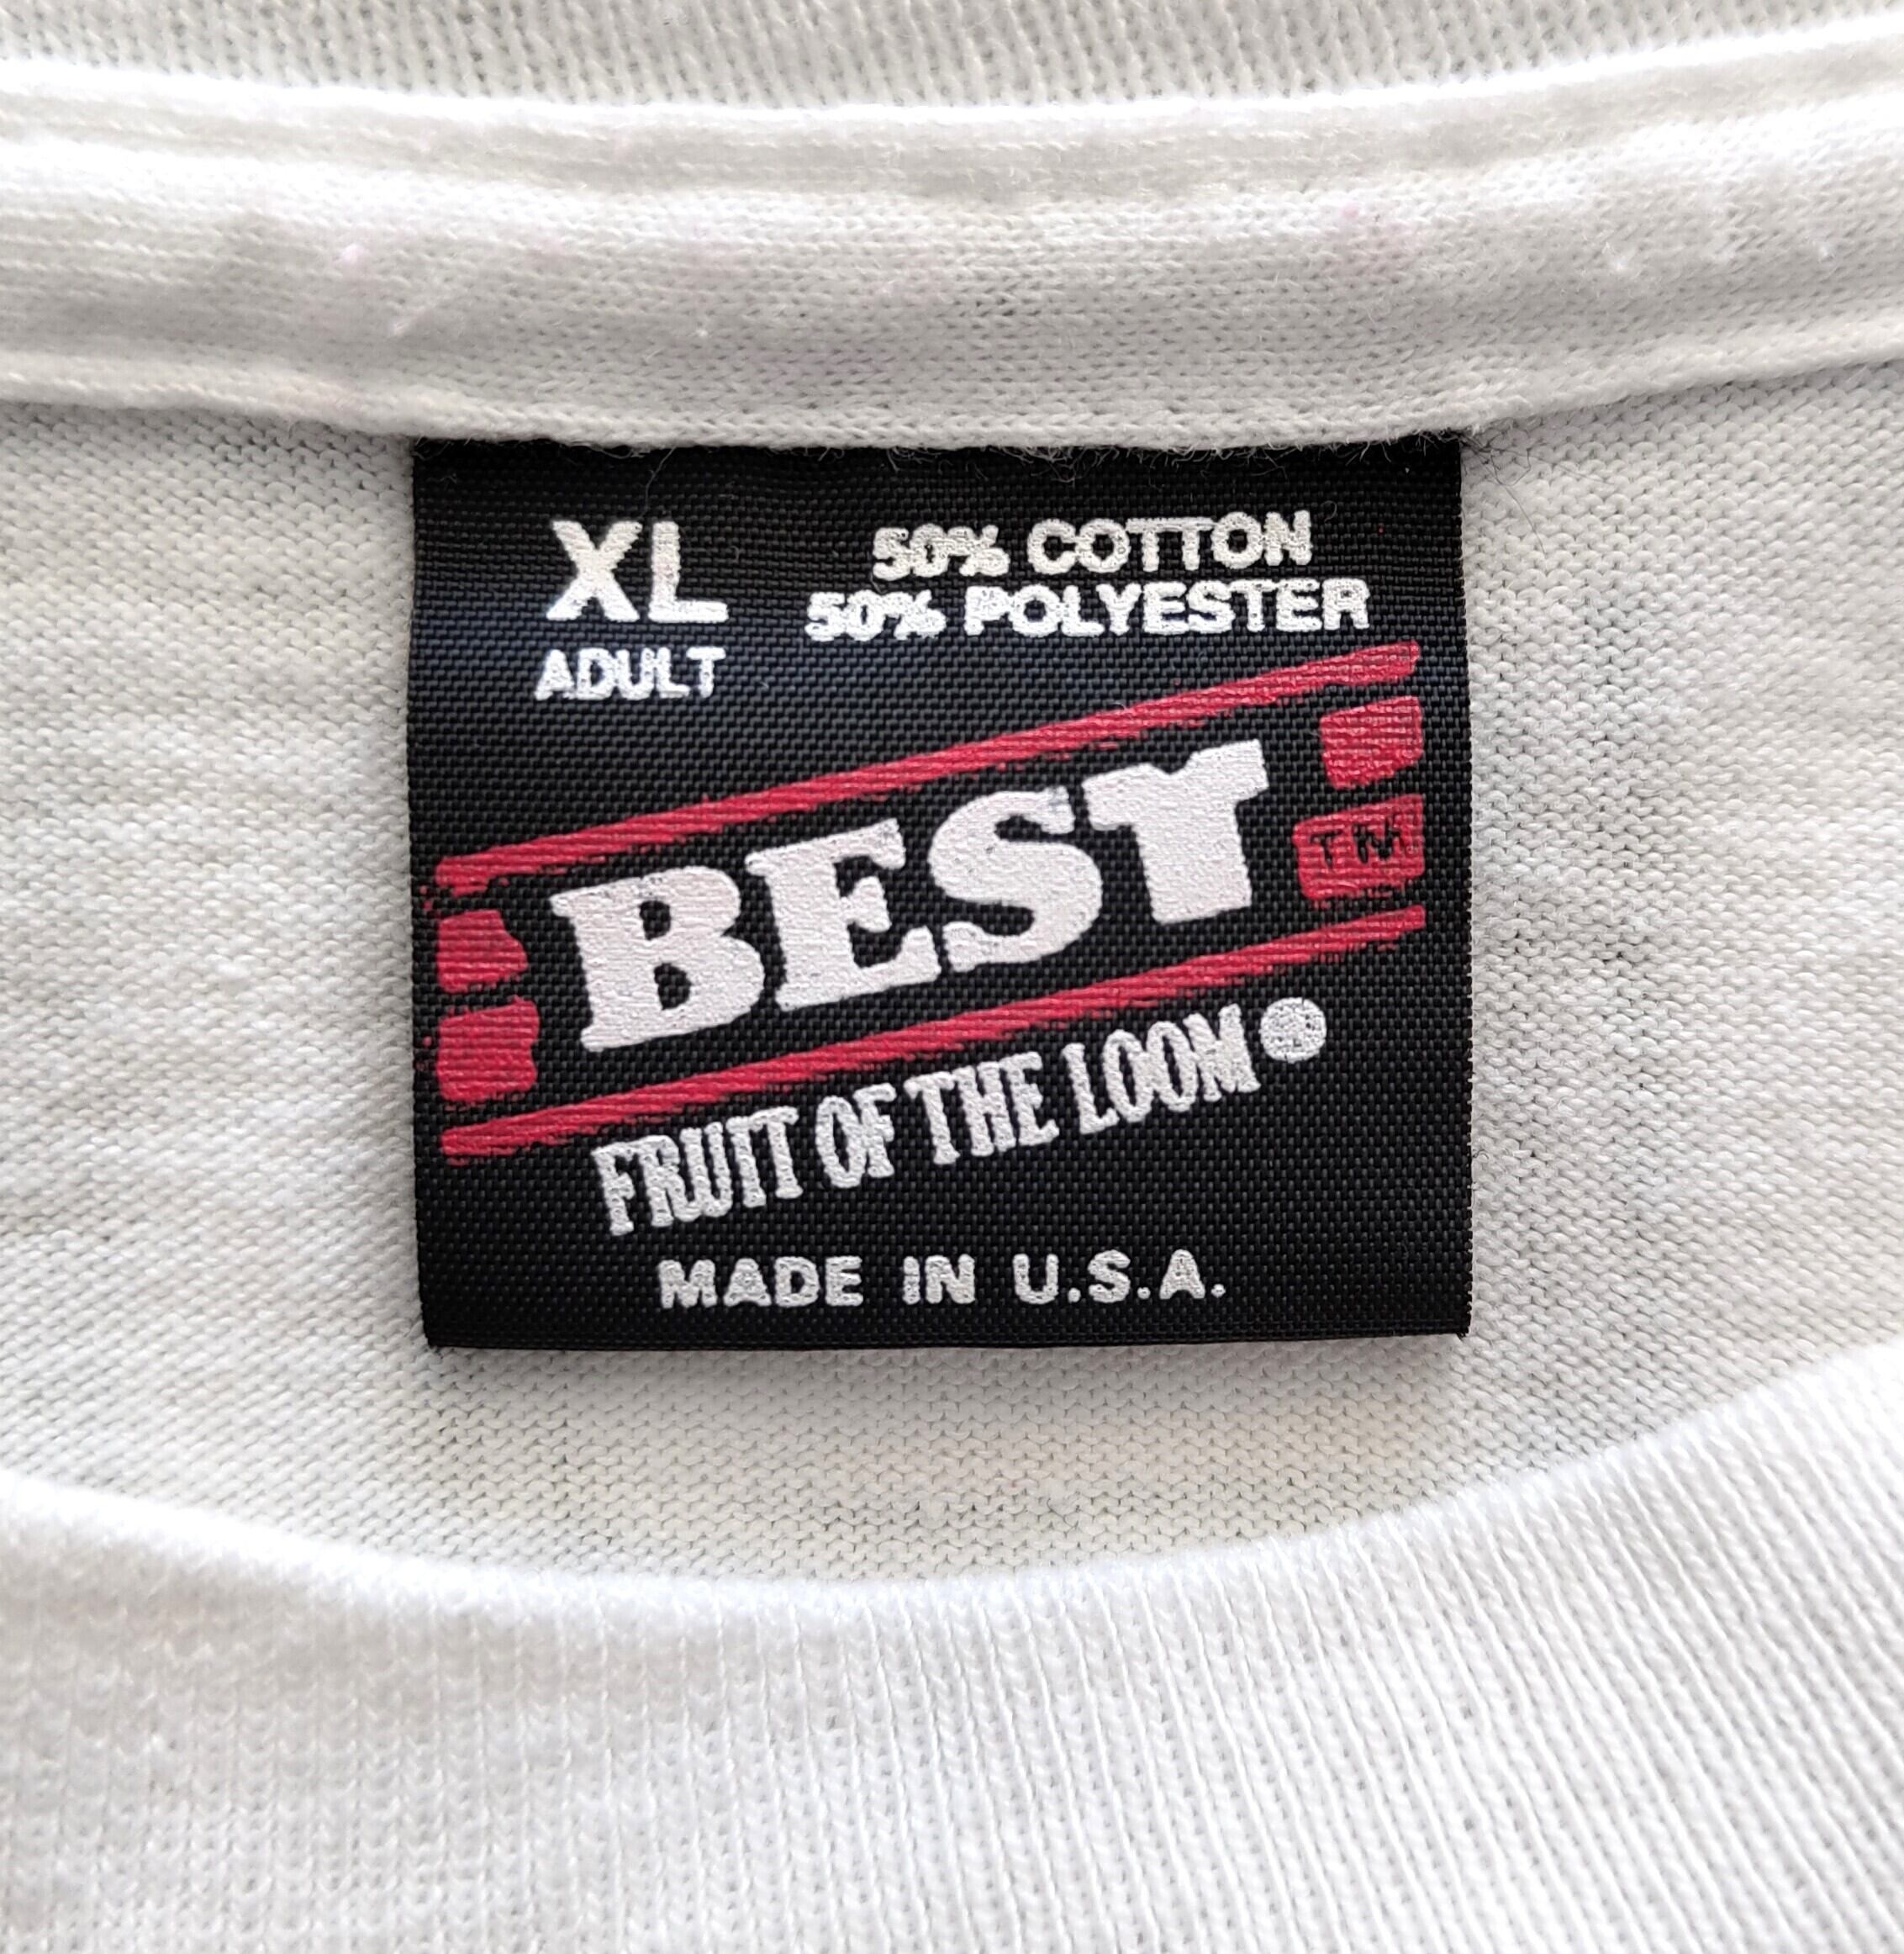 XL
ADULT
50% COTTON
50% POLYESTER
BEST
TM
FRUIT OF THE LOOM
MADE IN U.S.A.